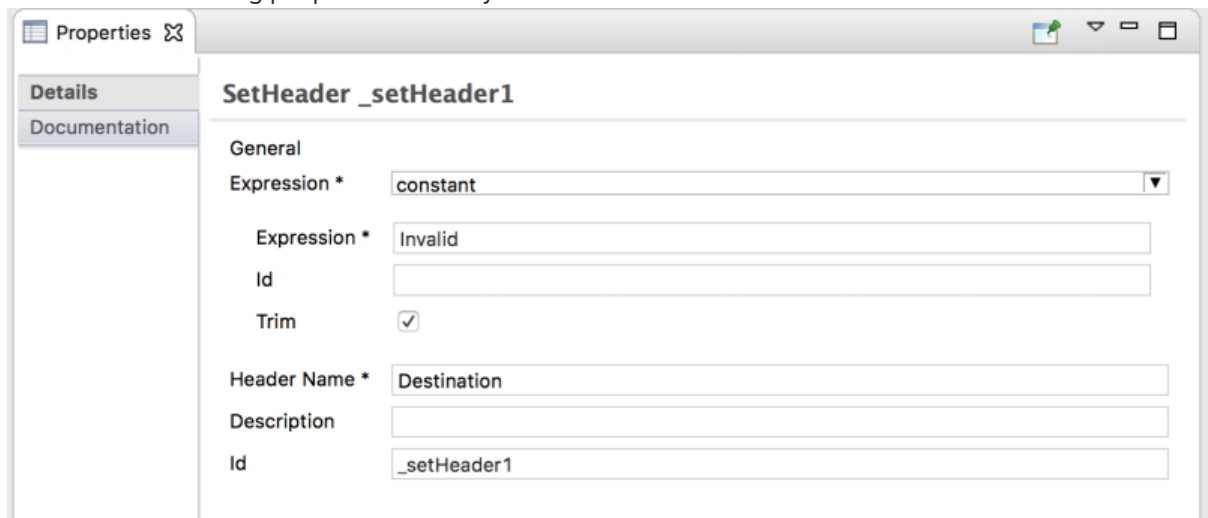 Properties
Details
Documentation
SetHeader _setHeader1
General
Expression * constant
Expression * Invalid
Id
Trim
Header Name * Destination
Description
Id _setHeader1